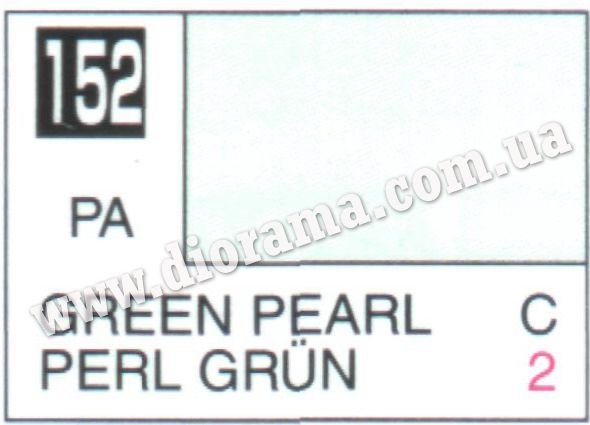 152
PA
www.diorama.com.ua
GREEN PEARL C
PERL GRÜN 2